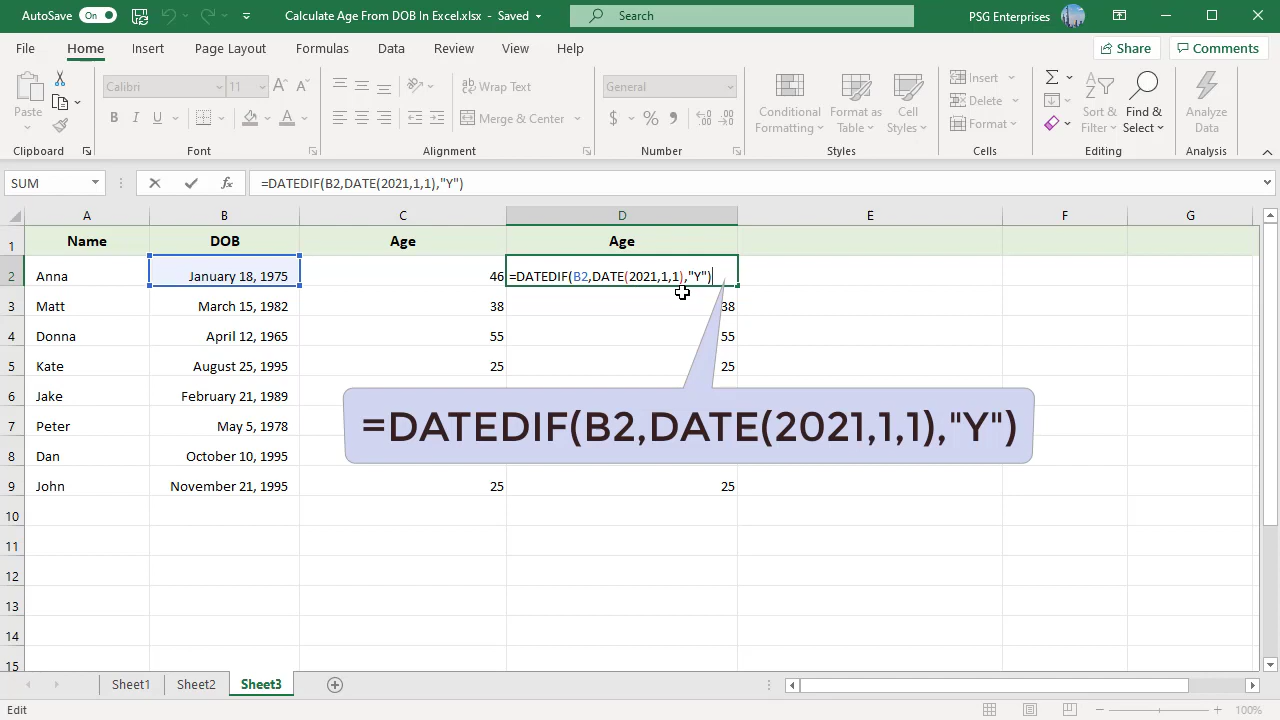 AutoSave On Calculate Age From DOB In Excel.xlsx - Saved Search PSG Enterprises
File Home Insert Page Layout Formulas Data Review View Help Share Comments
Paste
Calibri 11
B I U A
Wrap Text
Merge & Center
General
$ % 9
Conditional Formatting
Format as Table
Cell Styles
Insert
Delete
Format
Sort & Filter
Find & Select
Analyze Data
Clipboard Font Alignment Number Styles Cells Editing Analysis
SUM fx =DATEDIF(B2,DATE(2021,1,1),"Y")
A B C D E F G
1 Name DOB Age Age
2 Anna January 18, 1975 46 =DATEDIF(B2,DATE(2021,1,1),"Y")
3 Matt March 15, 1982 38 38
4 Donna April 12, 1965 55 55
5 Kate August 25, 1995 25 25
6 Jake February 21, 1989
7 Peter May 5, 1978
8 Dan October 10, 1995
=DATEDIF(B2,DATE(2021,1,1),"Y")
9 John November 21, 1995 25 25
10
11
12
13
14
15
Sheet1 Sheet2 Sheet3
Edit 100%